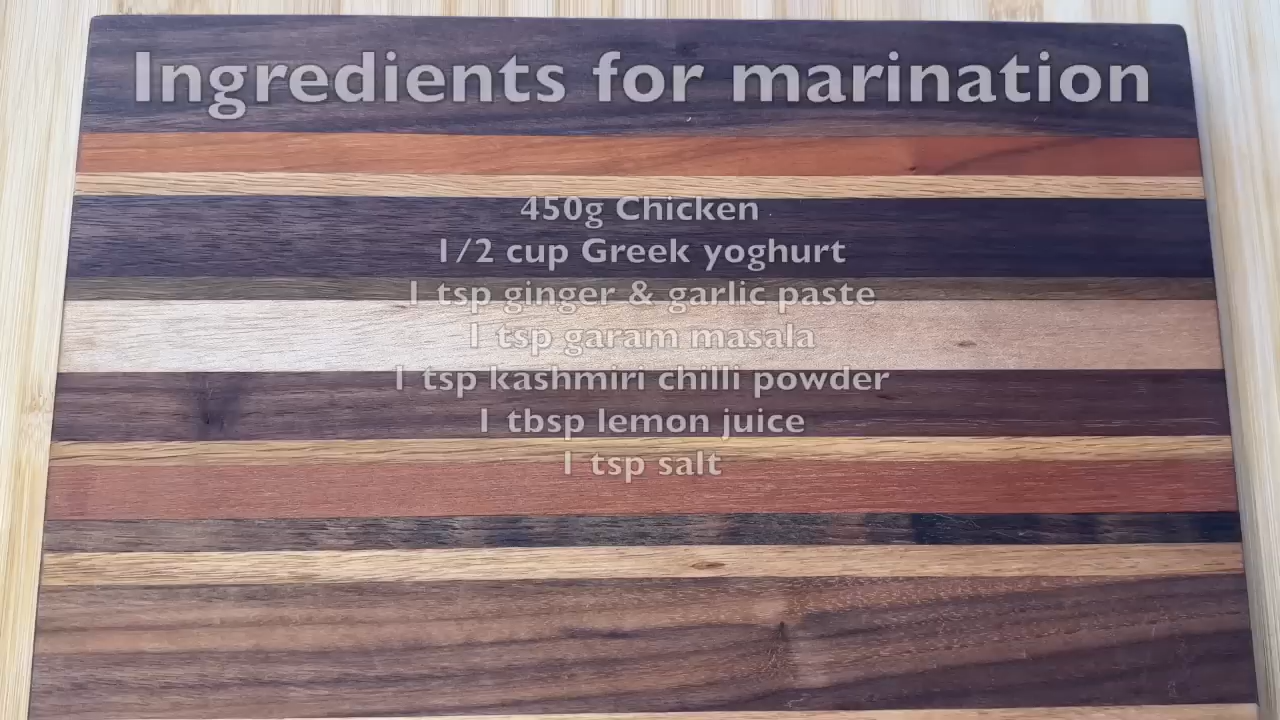 Ingredients for marination
450g Chicken
1/2 cup Greek yoghurt
1 tsp ginger & garlic paste
1 tsp garam masala
1 tsp kashmiri chilli powder
1 tbsp lemon juice
1 tsp salt